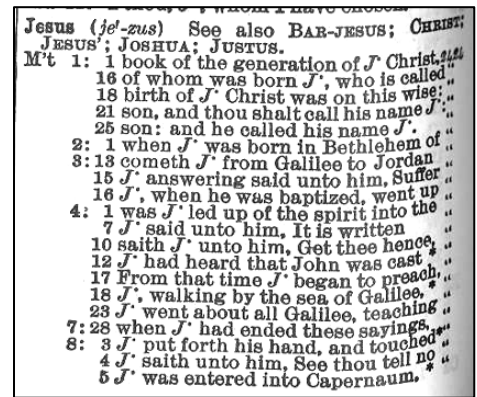 Jesus (je'-zus) See also BAR-JESUS; CHRIST;
JESUS'; JOSHUA; JUSTUS.
M't 1: 1 book of the generation of J· Christ, 2424
16 of whom was born J·, who is called "
18 birth of J· Christ was on this wise: "
21 son, and thou shalt call his name J·: "
25 son: and he called his name J·. "
2: 1 when J· was born in Bethlehem of "
3: 13 cometh J· from Galilee to Jordan "
15 J· answering said unto him, Suffer "
16 J·, when he was baptized, went up "
4: 1 was J· led up of the spirit into the "
7 J· said unto him, It is written "
10 saith J· unto him, Get thee hence, "
12 J· had heard that John was cast * "
17 From that time J· began to preach, "
18 J·, walking by the sea of Galilee, * "
23 J· went about all Galilee, teaching * "
7: 28 when J· had ended these sayings, "
8: 3 J· put forth his hand, and touched * "
4 J· saith unto him, See thou tell no "
5 J· was entered into Capernaum, * "